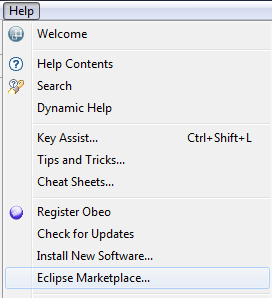 Help
Welcome
Help Contents
Search
Dynamic Help
Key Assist... Ctrl+Shift+L
Tips and Tricks...
Cheat Sheets...
Register Obeo
Check for Updates
Install New Software...
Eclipse Marketplace...